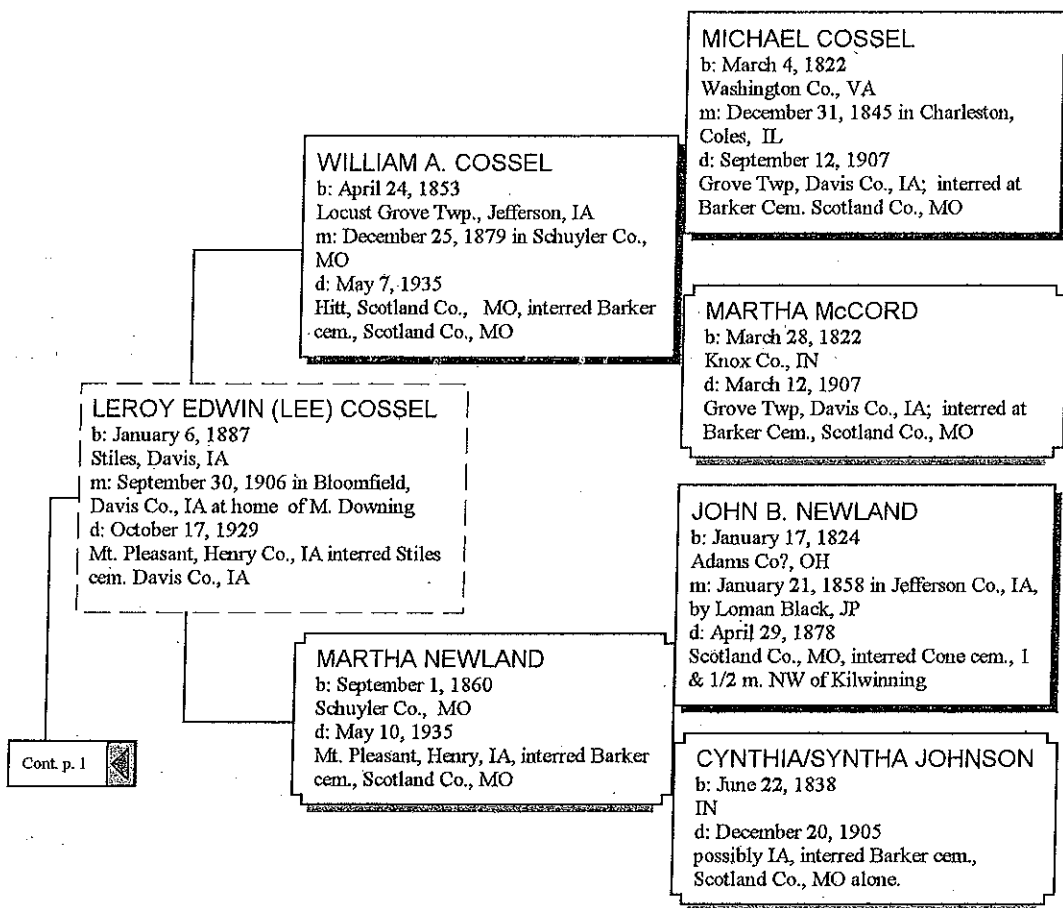 MICHAEL COSSEL
b: March 4, 1822
Washington Co., VA
m: December 31, 1845 in Charleston,
Coles, IL
d: September 12, 1907
Grove Twp, Davis Co., IA; interred at
Barker Cem. Scotland Co., MO
WILLIAM A. COSSEL
b: April 24, 1853
Locust Grove Twp., Jefferson, IA
m: December 25, 1879 in Schuyler Co.,
MO
d: May 7, 1935
Hitt, Scotland Co., MO, interred Barker
cem., Scotland Co., MO
MARTHA McCORD
b: March 28, 1822
Knox Co., IN
d: March 12, 1907
Grove Twp, Davis Co., IA; interred at
Barker Cem., Scotland Co., MO
LEROY EDWIN (LEE) COSSEL
b: January 6, 1887
Stiles, Davis, IA
m: September 30, 1906 in Bloomfield,
Davis Co., IA at home of M. Downing
d: October 17, 1929
Mt. Pleasant, Henry Co., IA interred Stiles
cem. Davis Co., IA
JOHN B. NEWLAND
b: January 17, 1824
Adams Co?, OH
m: January 21, 1858 in Jefferson Co., IA,
by Loman Black, JP
d: April 29, 1878
Scotland Co., MO, interred Cone cem., 1
& 1/2 m. NW of Kilwinning
MARTHA NEWLAND
b: September 1, 1860
Schuyler Co., MO
d: May 10, 1935
Mt. Pleasant, Henry, IA, interred Barker
cem., Scotland Co., MO
CYNTHIA/SYNTHA JOHNSON
b: June 22, 1838
IN
d: December 20, 1905
possibly IA, interred Barker cem.,
Scotland Co., MO alone.
Cont. p. 1